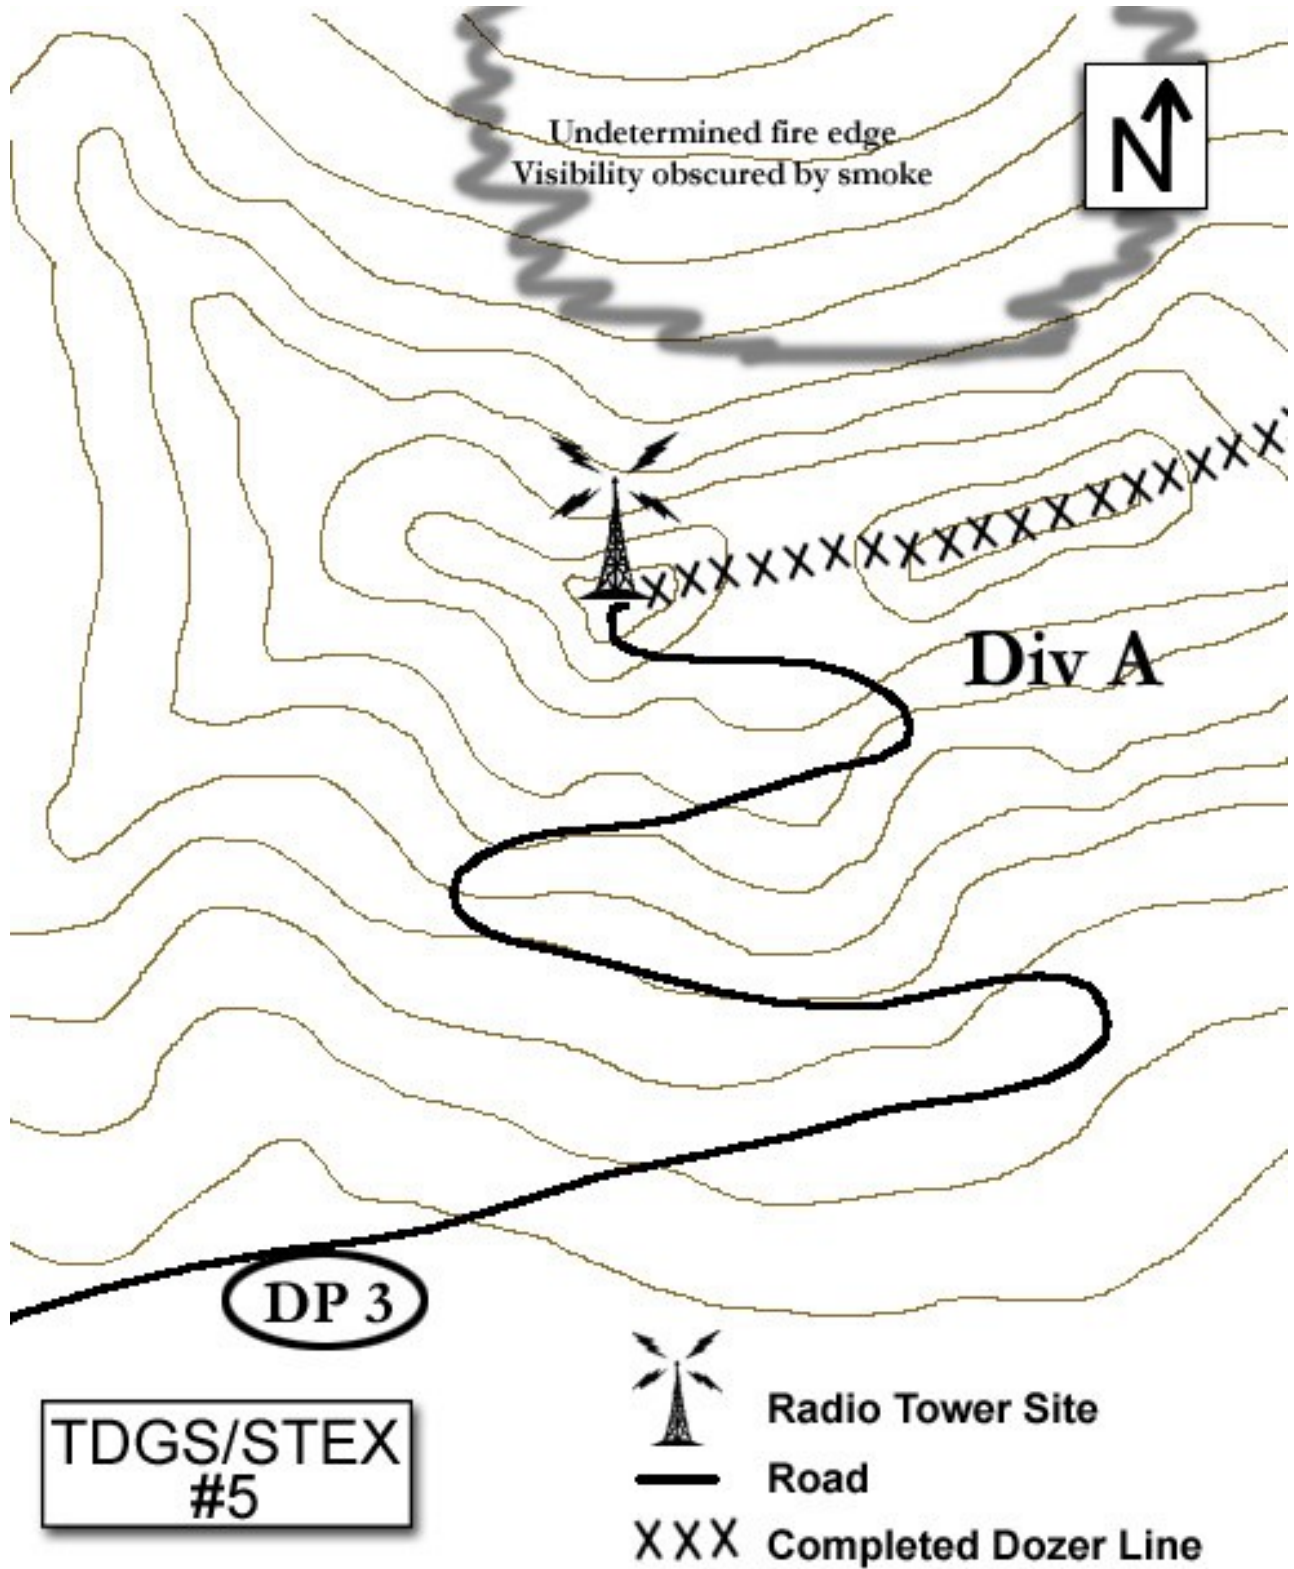 Undetermined fire edge
Visibility obscured by smoke
N
Div A
DP 3
TDGS/STEX
#5
Radio Tower Site
Road
XXX Completed Dozer Line